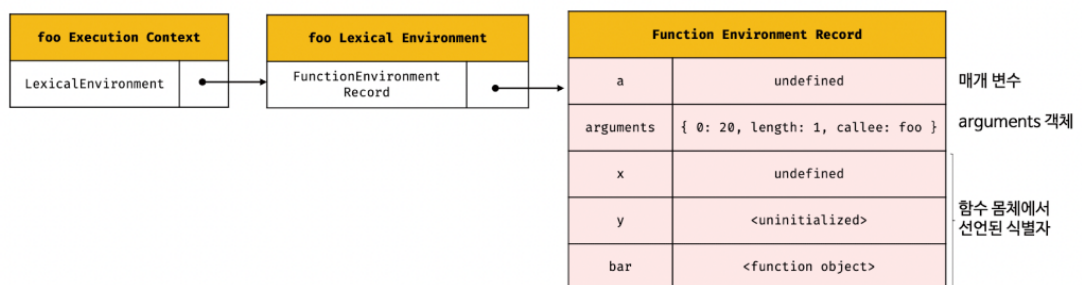 foo Execution Context
LexicalEnvironment
foo Lexical Environment
FunctionEnvironment
Record
Function Environment Record
a undefined 매개 변수
arguments { 0: 20, length: 1, callee: foo } arguments 객체
x undefined
y <uninitialized> 함수 몸체에서
선언된 식별자
bar <function object>